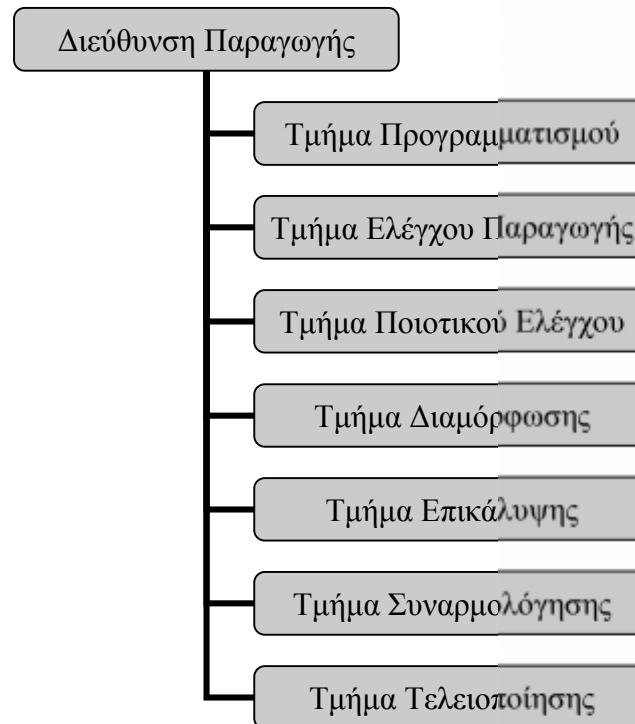 Διεύθυνση Παραγωγής
Τμήμα Προγραμματισμού
Τμήμα Ελέγχου Παραγωγής
Τμήμα Ποιοτικού Ελέγχου
Τμήμα Διαμόρφωσης
Τμήμα Επικάλυψης
Τμήμα Συναρμολόγησης
Τμήμα Τελειοποίησης